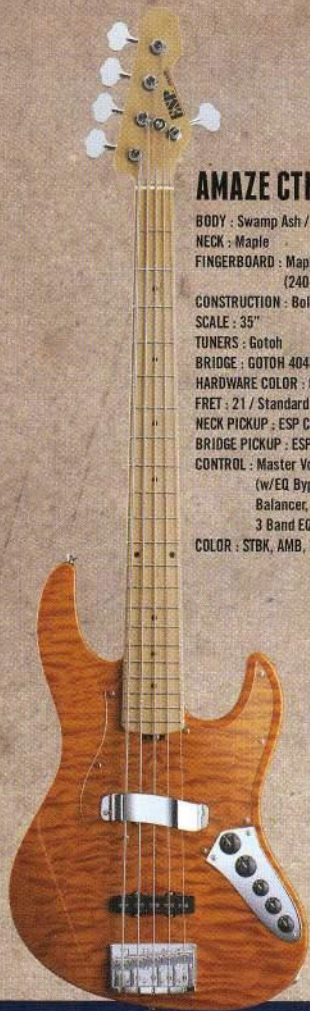 ESP
AMAZE CT
BODY : Swamp Ash /
NECK : Maple
FINGERBOARD : Map
(240
CONSTRUCTION : Bol
SCALE : 35"
TUNERS : Gotoh
BRIDGE : GOTOH 404
HARDWARE COLOR :
FRET : 21 / Standard
NECK PICKUP : ESP C
BRIDGE PICKUP : ESP
CONTROL : Master Vo
(w/EQ Byp
Balancer,
3 Band EQ
COLOR : STBK, AMB,